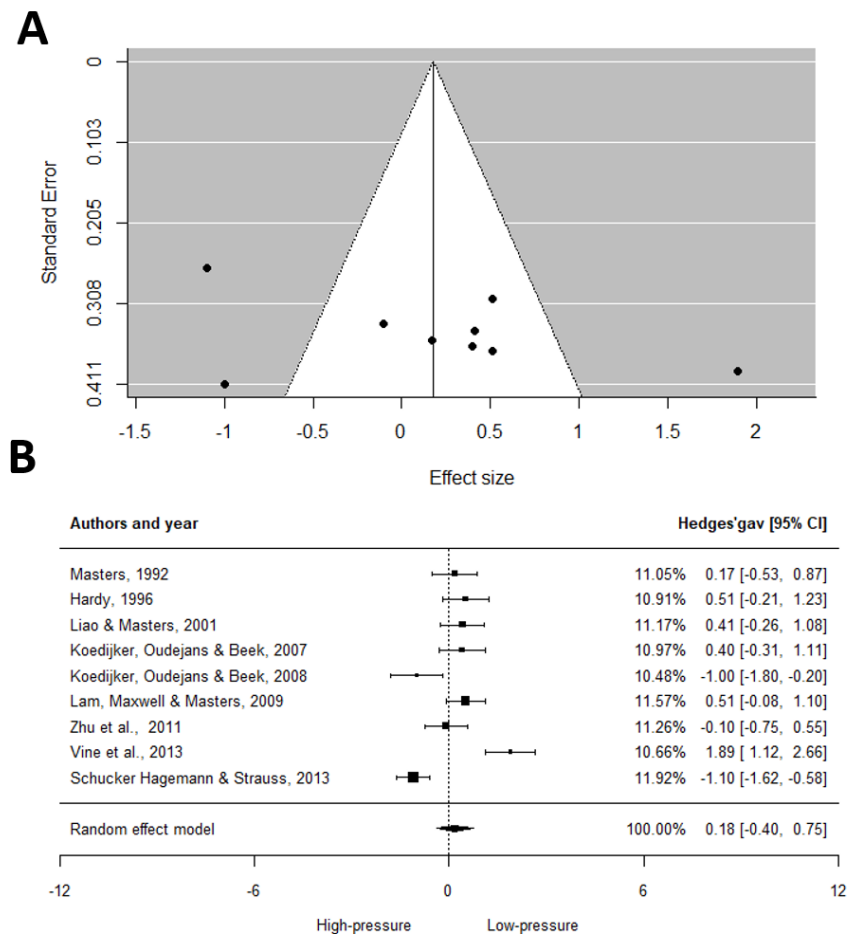 A
Standard Error
0
0.103
0.205
0.308
0.411
-1.5 -1 -0.5 0 0.5 1 1.5 2
Effect size
B
Authors and year Hedges'gav [95% CI]
Masters, 1992 11.05% 0.17 [-0.53, 0.87]
Hardy, 1996 10.91% 0.51 [-0.21, 1.23]
Liao & Masters, 2001 11.17% 0.41 [-0.26, 1.08]
Koedijker, Oudejans & Beek, 2007 10.97% 0.40 [-0.31, 1.11]
Koedijker, Oudejans & Beek, 2008 10.48% -1.00 [-1.80, -0.20]
Lam, Maxwell & Masters, 2009 11.57% 0.51 [-0.08, 1.10]
Zhu et al., 2011 11.26% -0.10 [-0.75, 0.55]
Vine et al., 2013 10.66% 1.89 [ 1.12, 2.66]
Schucker Hagemann & Strauss, 2013 11.92% -1.10 [-1.62, -0.58]
Random effect model 100.00% 0.18 [-0.40, 0.75]
-12 -6 0 6 12
High-pressure Low-pressure